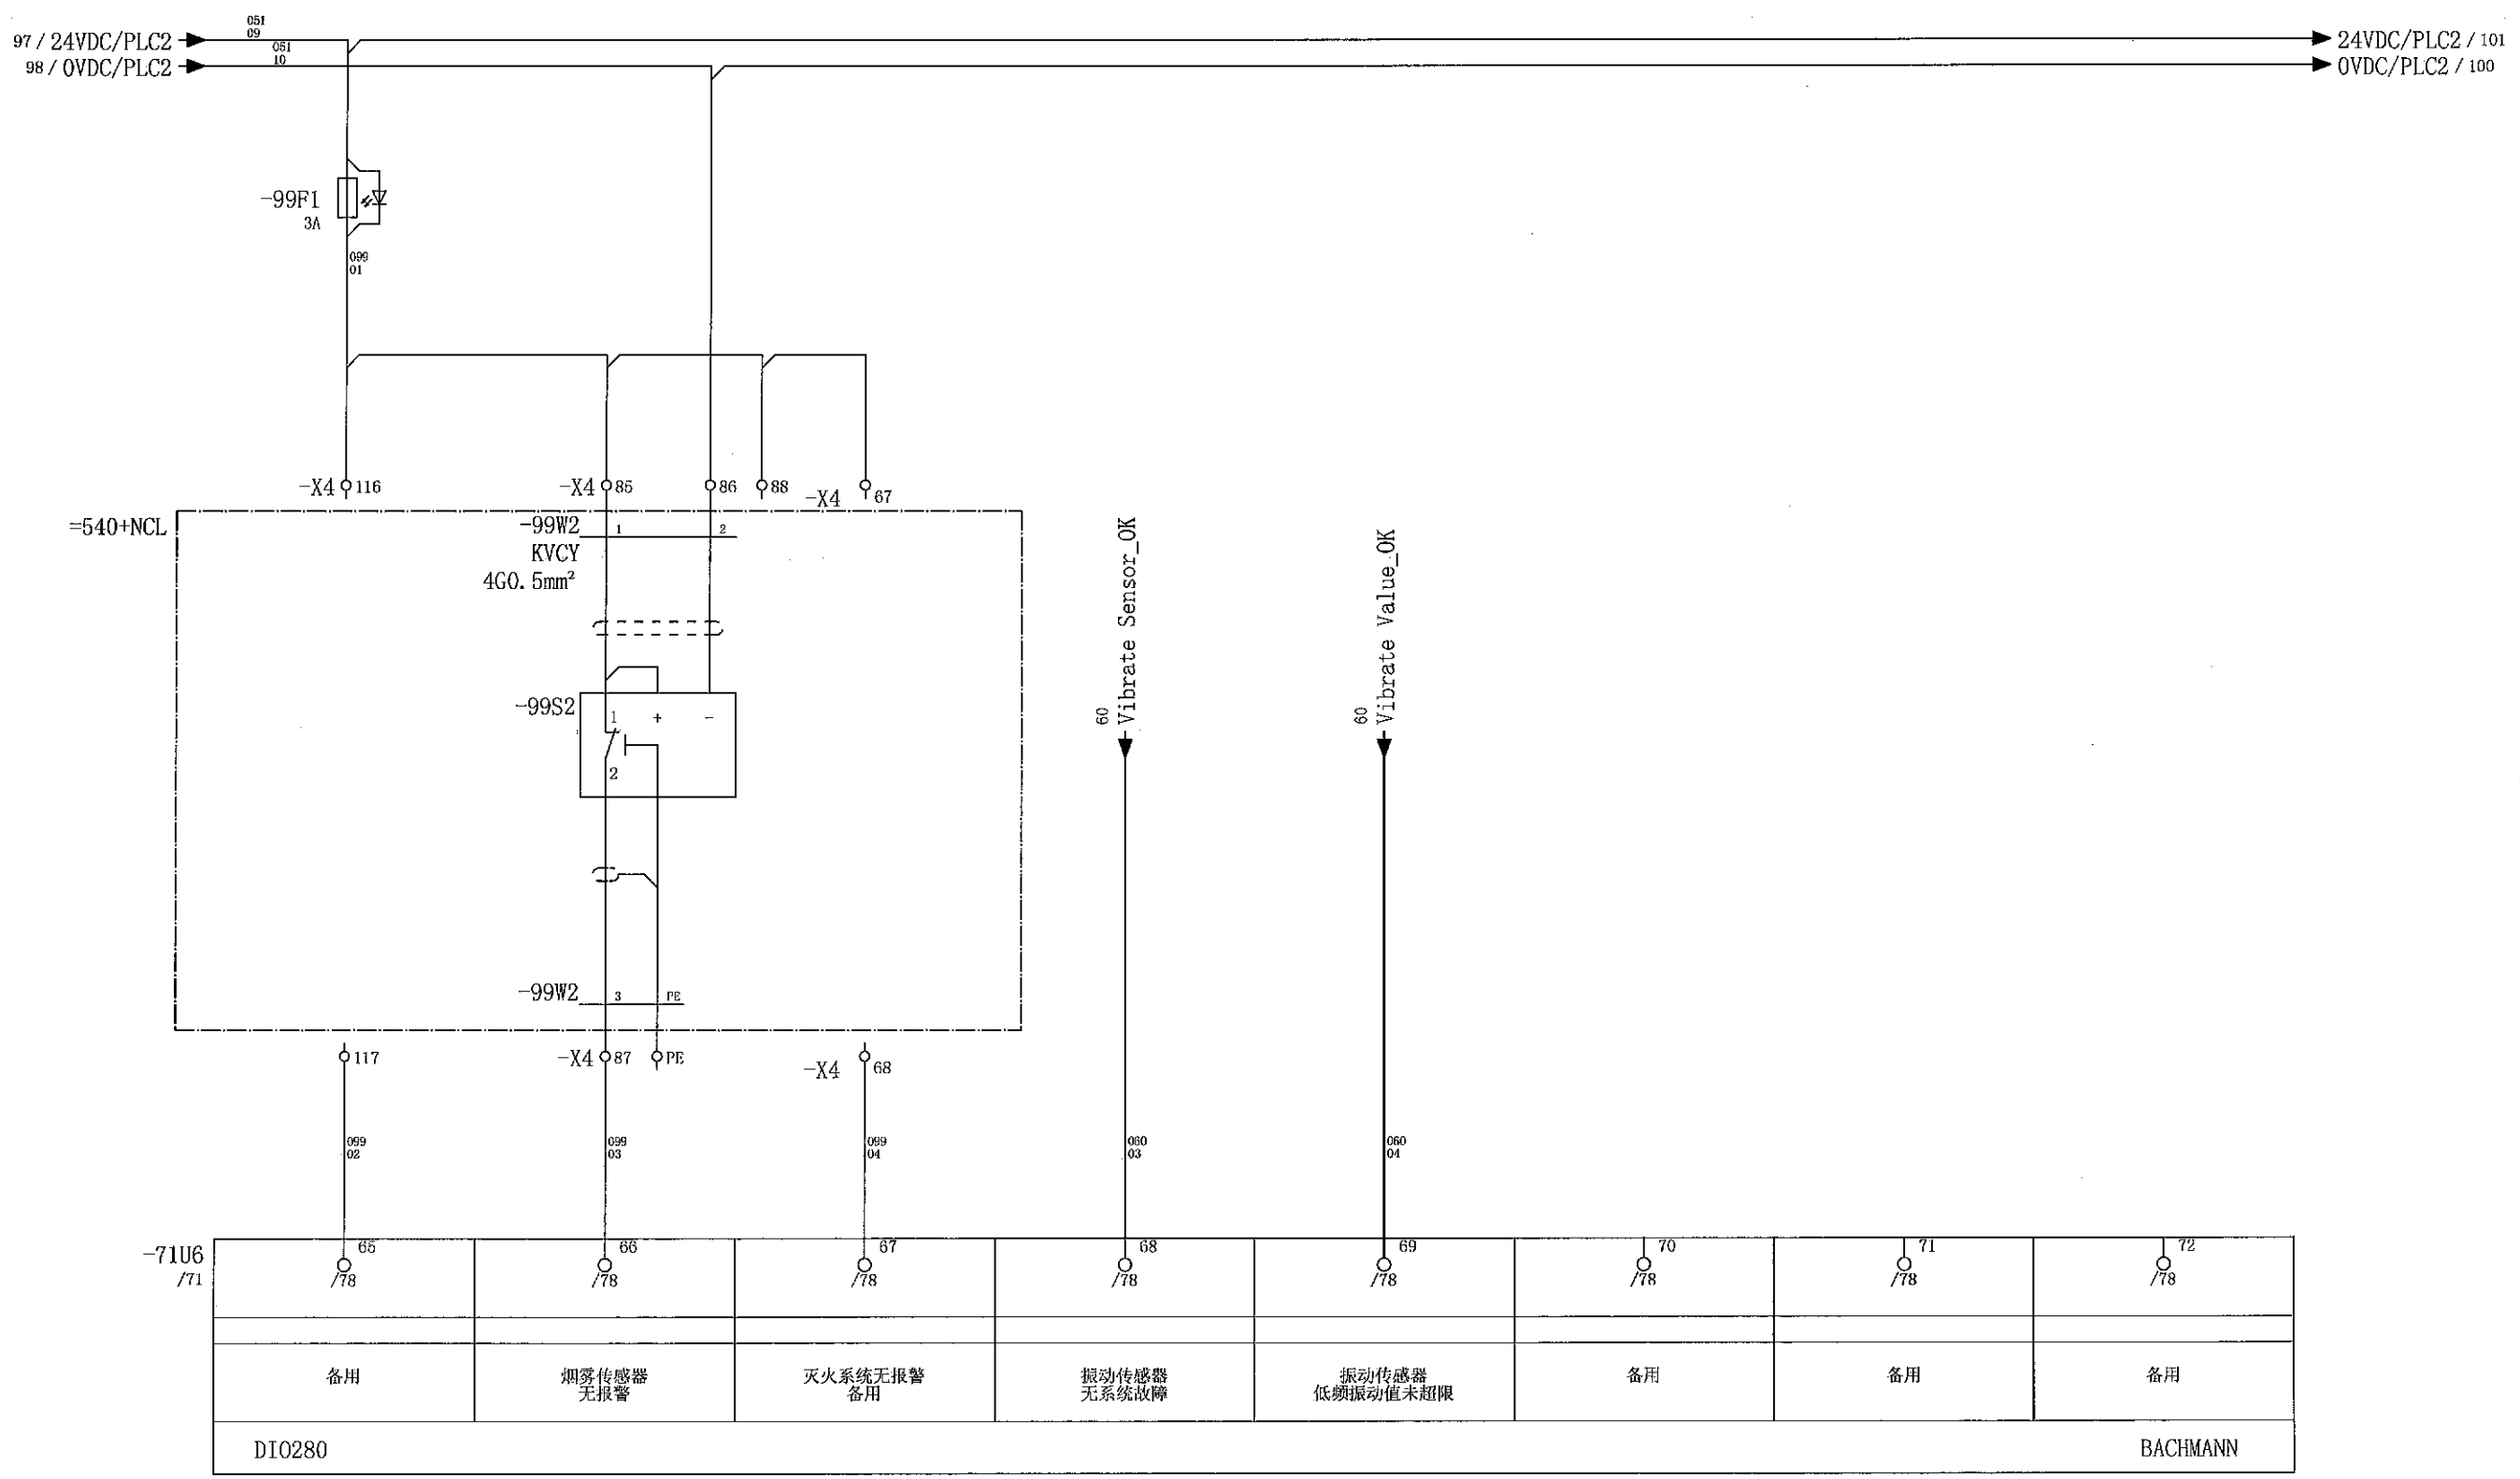 051
09
97 / 24VDC/PLC2
24VDC/PLC2 / 101
051
10
98 / 0VDC/PLC2
0VDC/PLC2 / 100
-99F1
3A
099
01
-X4 116
-X4 85
86
88
-X4 67
=540+NCL
-99W2 1 2
KVCY
4G0.5mm²
60
Vibrate Sensor_OK
60
Vibrate Value_OK
-99S2
1 + -
2
-99W2 3 PE
117
-X4 87
PE
-X4 68
099
02
099
03
099
04
060
03
060
04
-71U6
/71
65
/78
66
/78
67
/78
68
/78
69
/78
70
/78
71
/78
72
/78
备用
烟雾传感器
无报警
灭火系统无报警
备用
振动传感器
无系统故障
振动传感器
低频振动值未超限
备用
备用
备用
DIO280
BACHMANN